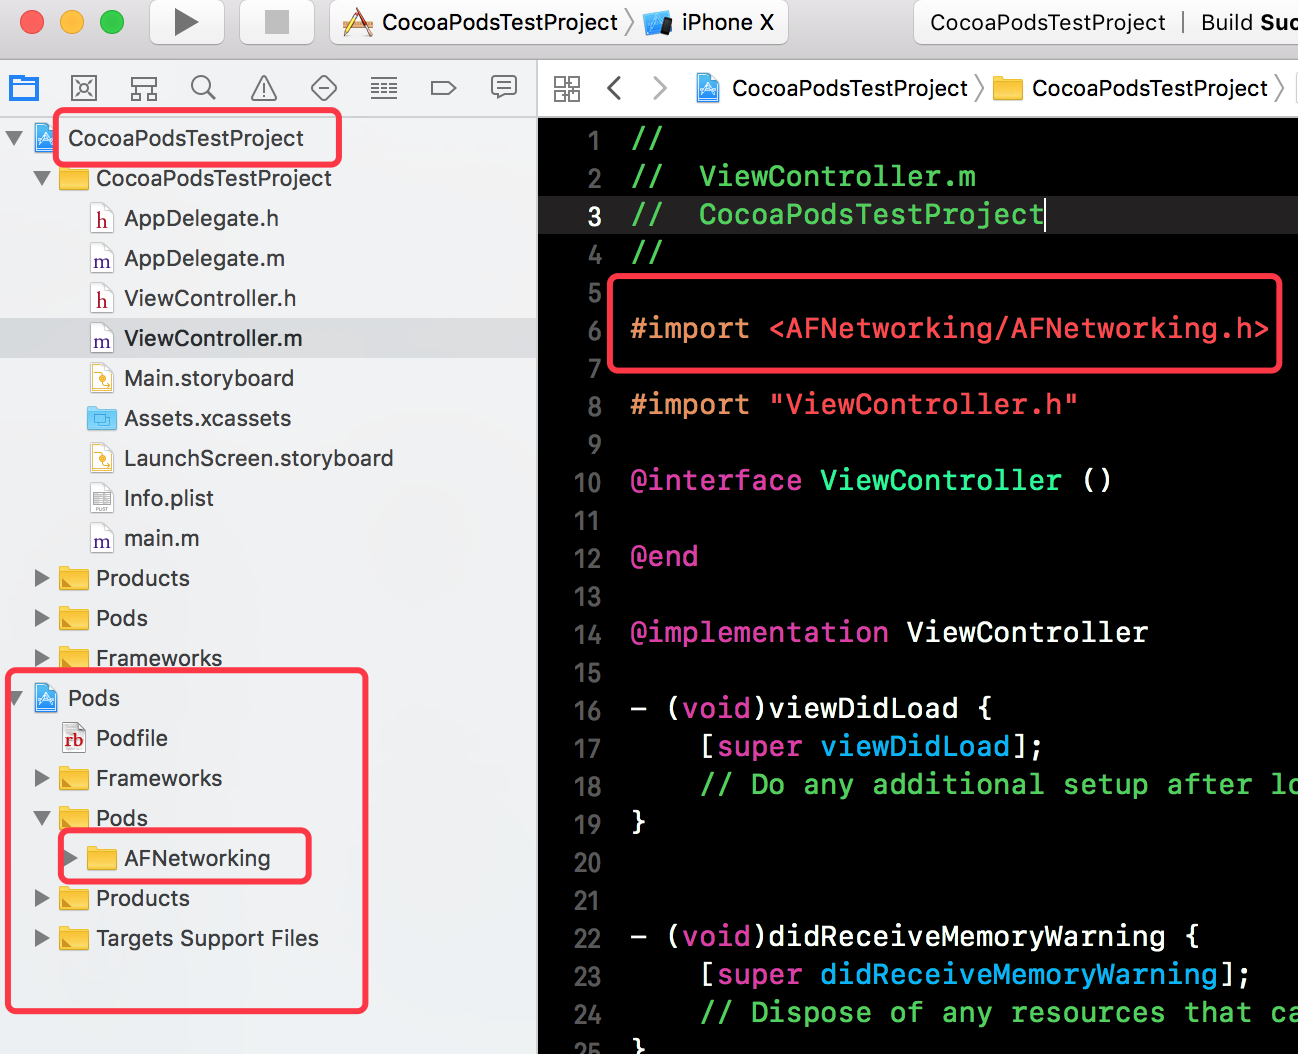 CocoaPodsTestProject 〉 iPhone X
CocoaPodsTestProject | Build Suc
CocoaPodsTestProject 〉 CocoaPodsTestProject 〉
CocoaPodsTestProject
CocoaPodsTestProject
h AppDelegate.h
m AppDelegate.m
h ViewController.h
m ViewController.m
Main.storyboard
Assets.xcassets
LaunchScreen.storyboard
PLIST Info.plist
m main.m
Products
Pods
Frameworks
Pods
rb Podfile
Frameworks
Pods
AFNetworking
Products
Targets Support Files
1 //
2 //  ViewController.m
3 //  CocoaPodsTestProject
4 //
5
6 #import <AFNetworking/AFNetworking.h>
7
8 #import "ViewController.h"
9
10 @interface ViewController ()
11
12 @end
13
14 @implementation ViewController
15
16 - (void)viewDidLoad {
17     [super viewDidLoad];
18     // Do any additional setup after lo
19 }
20
21
22 - (void)didReceiveMemoryWarning {
23     [super didReceiveMemoryWarning];
24     // Dispose of any resources that ca
25 }